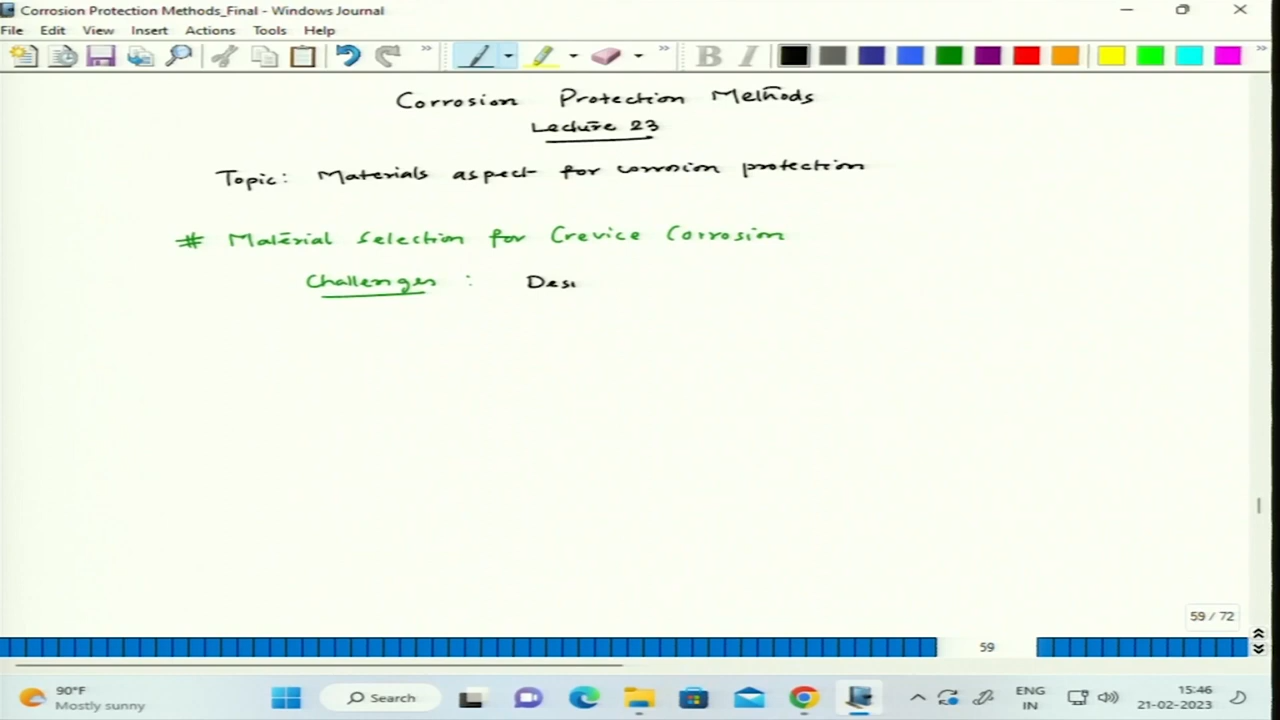 Corrosion Protection Methods_Final - Windows Journal
File Edit View Insert Actions Tools Help
B I
Corrosion Protection Methods
Lecture 23
Topic: Materials aspect for corrosion protection
# Material Selection for Crevice Corrosion
Challenges : Desi
59 / 72
59
90°F
Mostly sunny
Search
ENG
IN
15:46
21-02-2023